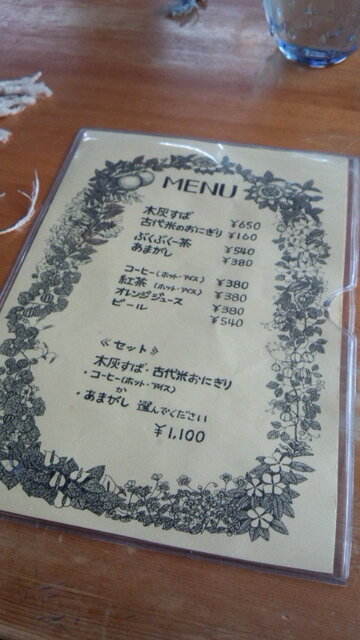 MENU
木灰すば ¥650
古代米のおにぎり ¥160
ぶくぶく茶 ¥540
あまがし ¥380
コーヒー(ホット・アイス) ¥380
紅茶 (ホット・アイス) ¥380
オレンジジュース ¥380
ビール ¥540
≪セット≫
木灰すば・古代米おにぎり
・コーヒー(ホット・アイス)
か
・あまがし 選んでください
¥1,100